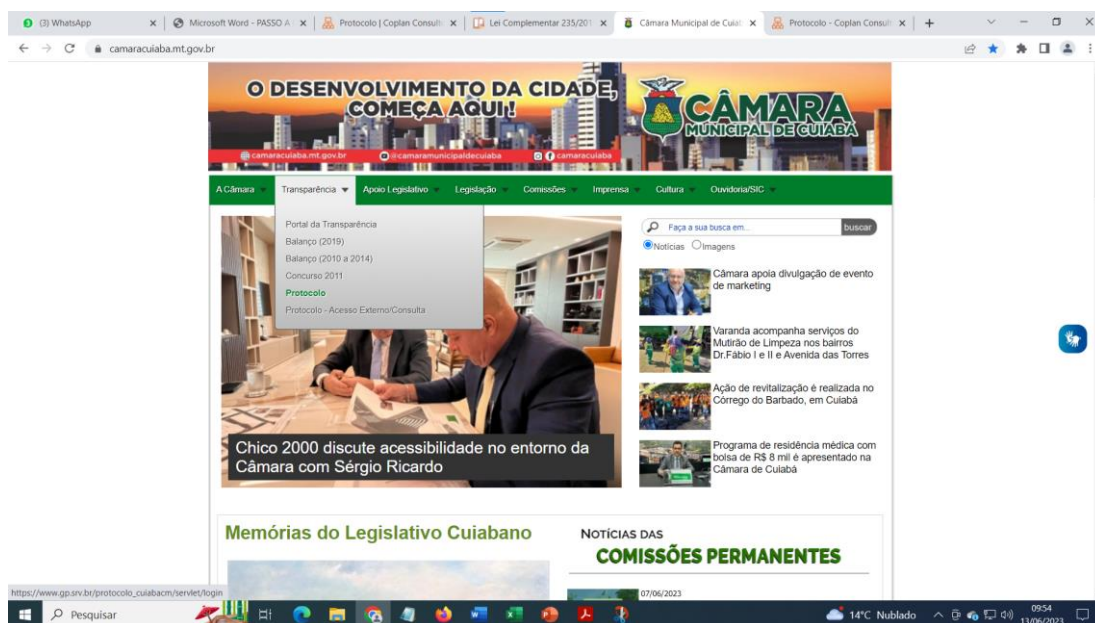 (3) WhatsApp
Microsoft Word - PASSO A
Protocolo | Coplan Consult
Lei Complementar 235/201
Câmara Municipal de Cuiab
Protocolo - Coplan Consult
camaracuiaba.mt.gov.br
O DESENVOLVIMENTO DA CIDADE,
COMEÇA AQUI!
CÂMARA
MUNICIPAL DE CUIABÁ
camaracuiaba.mt.gov.br
@camaramunicipaldecuiaba
camaracuiaba
A Câmara
Transparência
Apoio Legislativo
Legislação
Comissões
Imprensa
Cultura
Ouvidoria/SIC
Portal da Transparência
Balanço (2019)
Balanço (2010 a 2014)
Concurso 2011
Protocolo
Protocolo - Acesso Externo/Consulta
Chico 2000 discute acessibilidade no entorno da
Câmara com Sérgio Ricardo
Faça a sua busca em...
buscar
Notícias
Imagens
Câmara apoia divulgação de evento
de marketing
Varanda acompanha serviços do
Mutirão de Limpeza nos bairros
Dr.Fábio I e II e Avenida das Torres
Ação de revitalização é realizada no
Córrego do Barbado, em Cuiabá
Programa de residência médica com
bolsa de R$ 8 mil é apresentado na
Câmara de Cuiabá
Memórias do Legislativo Cuiabano
NOTÍCIAS DAS
COMISSÕES PERMANENTES
07/06/2023
https://www.gp.srv.br/protocolo_cuiabacm/servlet/login
Pesquisar
14°C Nublado
09:54
13/06/2023